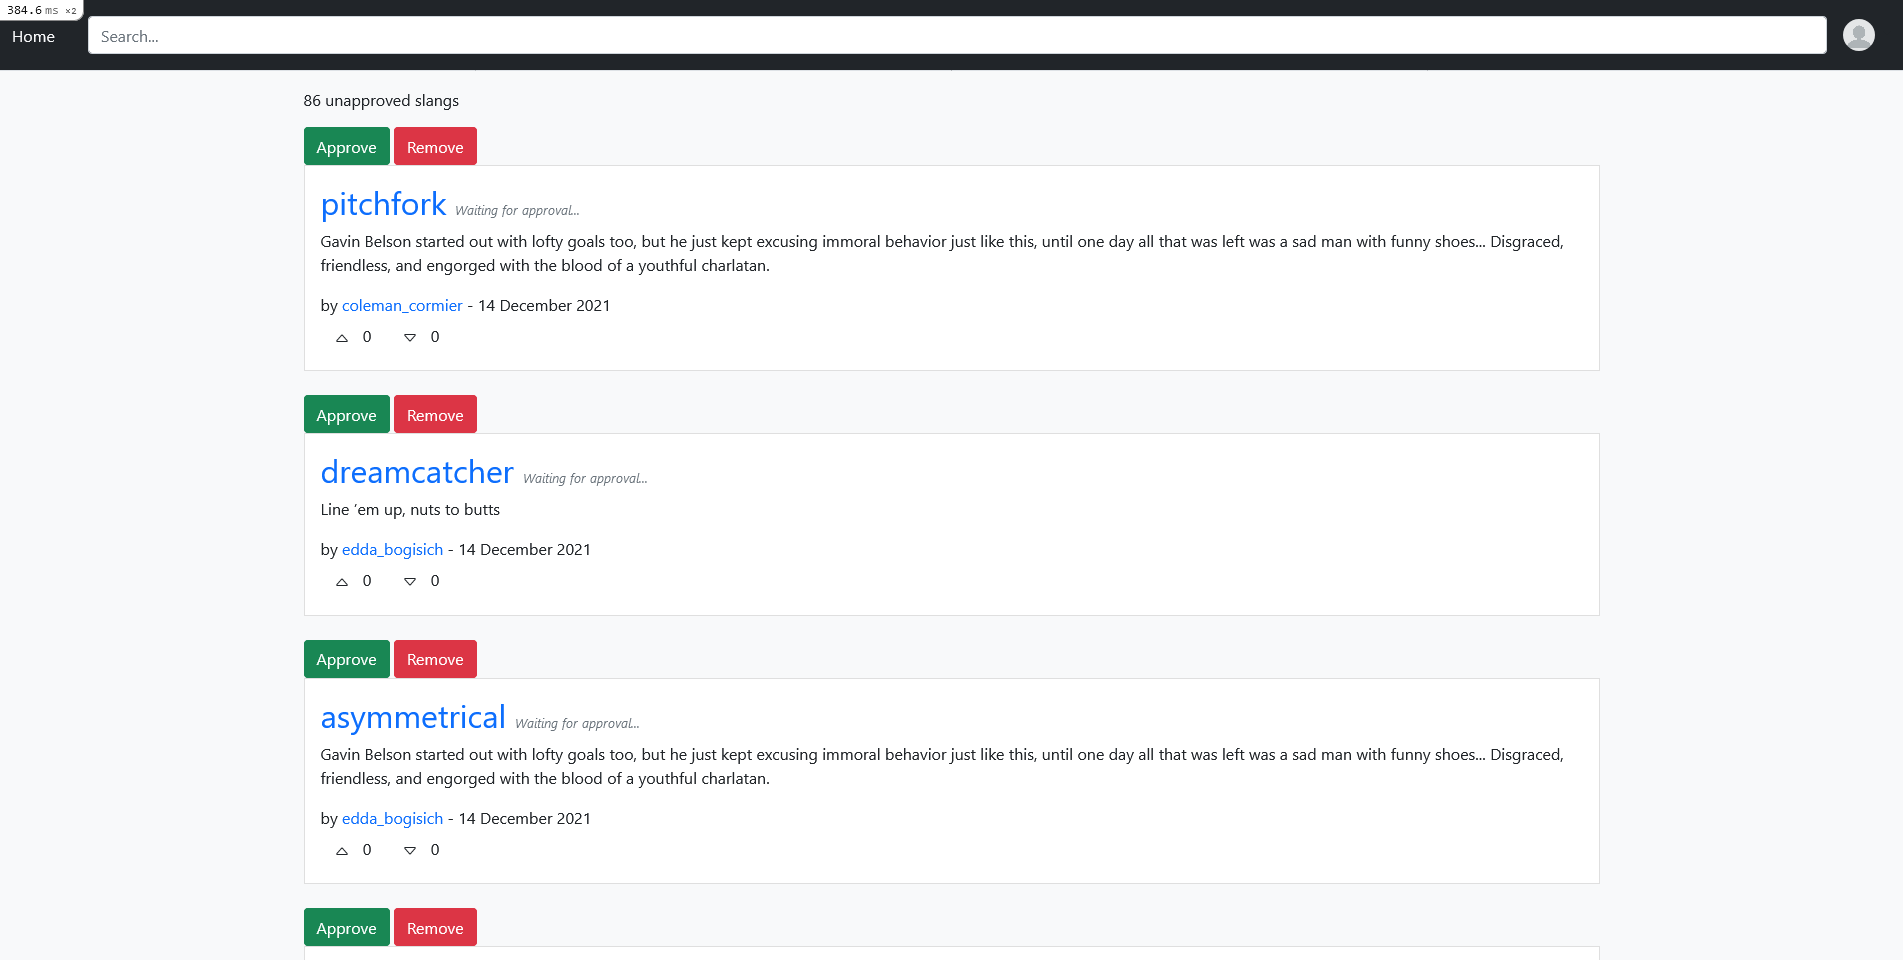 384.6 ms ×2
Home
Search...
86 unapproved slangs
Approve Remove
pitchfork Waiting for approval...
Gavin Belson started out with lofty goals too, but he just kept excusing immoral behavior just like this, until one day all that was left was a sad man with funny shoes... Disgraced,
friendless, and engorged with the blood of a youthful charlatan.
by coleman_cormier - 14 December 2021
0 0
Approve Remove
dreamcatcher Waiting for approval...
Line ’em up, nuts to butts
by edda_bogisich - 14 December 2021
0 0
Approve Remove
asymmetrical Waiting for approval...
Gavin Belson started out with lofty goals too, but he just kept excusing immoral behavior just like this, until one day all that was left was a sad man with funny shoes... Disgraced,
friendless, and engorged with the blood of a youthful charlatan.
by edda_bogisich - 14 December 2021
0 0
Approve Remove